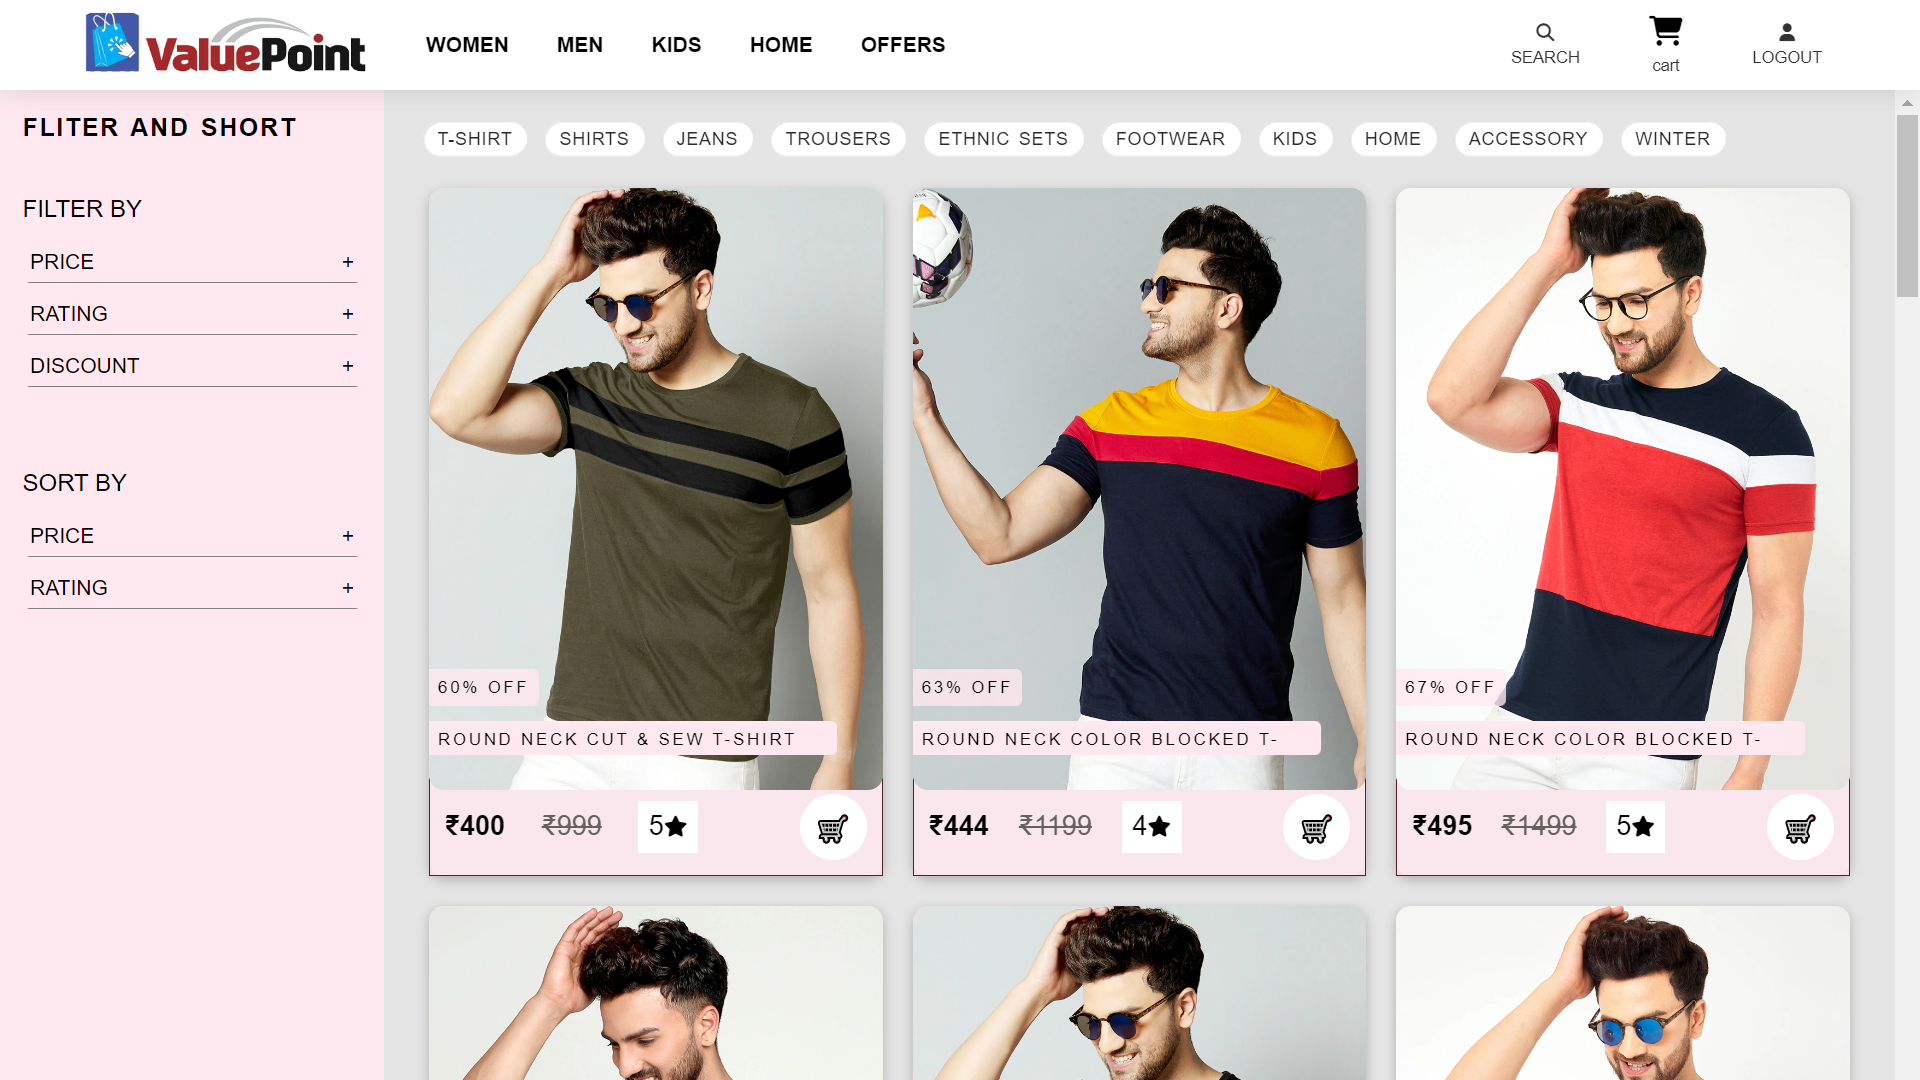 ValuePoint
WOMEN MEN KIDS HOME OFFERS
SEARCH
cart
LOGOUT
FLITER AND SHORT
FILTER BY
PRICE +
RATING +
DISCOUNT +
SORT BY
PRICE +
RATING +
T-SHIRT SHIRTS JEANS TROUSERS ETHNIC SETS FOOTWEAR KIDS HOME ACCESSORY WINTER
60% OFF
ROUND NECK CUT & SEW T-SHIRT
₹400 ₹999 5★
63% OFF
ROUND NECK COLOR BLOCKED T-
₹444 ₹1199 4★
67% OFF
ROUND NECK COLOR BLOCKED T-
₹495 ₹1499 5★